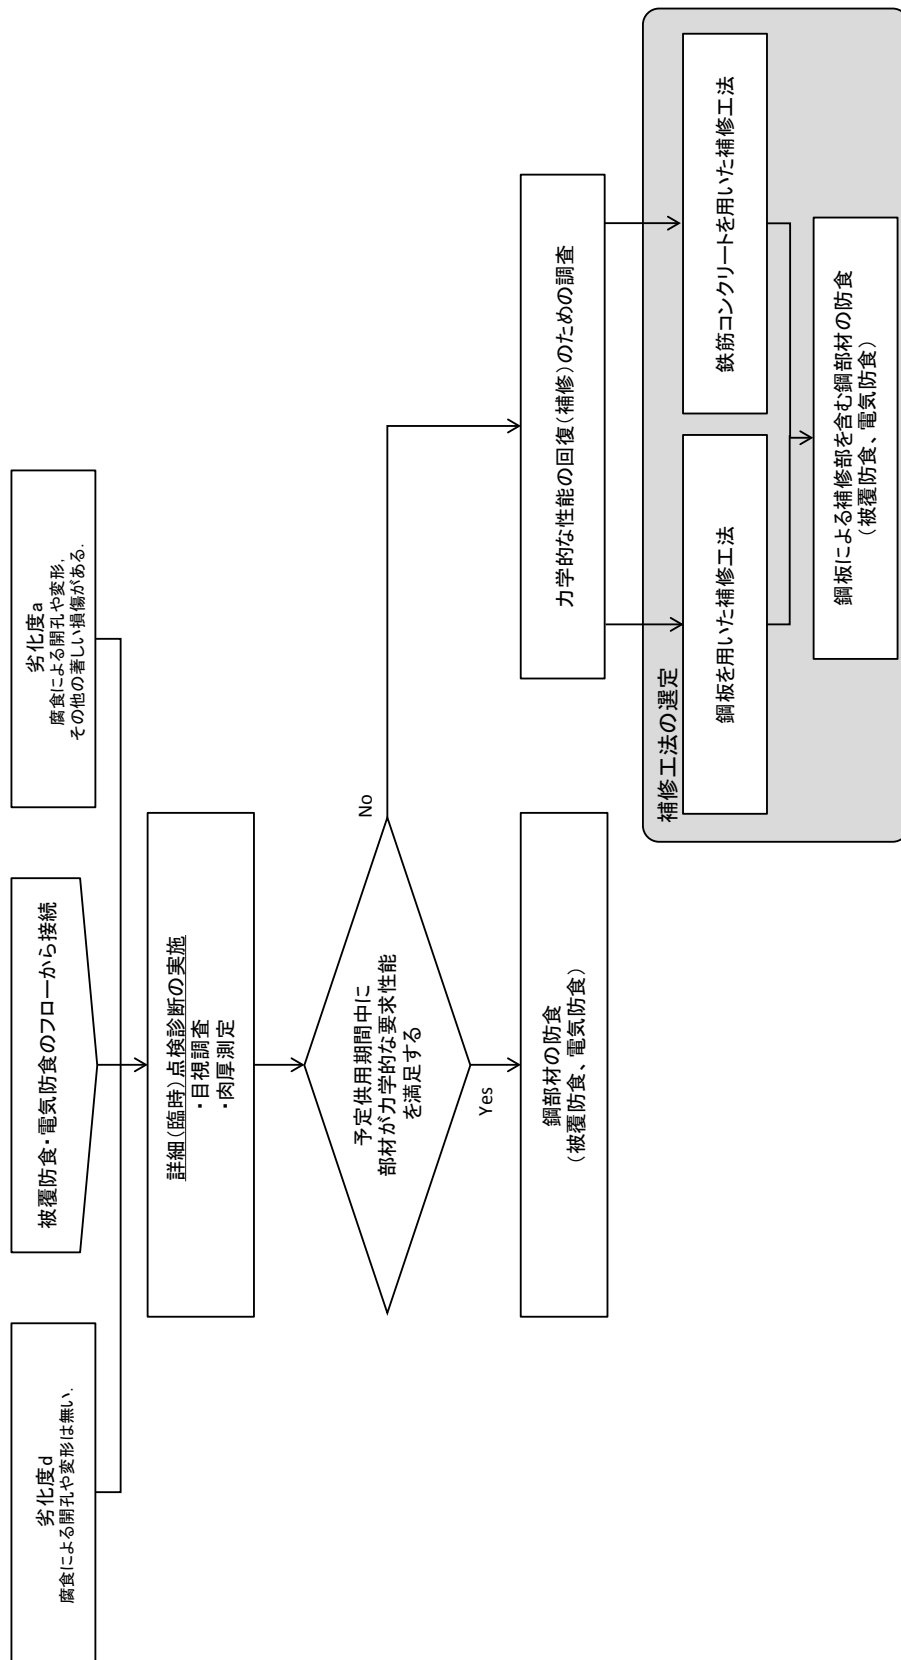 劣化度d
腐食による開孔や変形は無い.
被覆防食・電気防食のフローから接続
劣化度a
腐食による開孔や変形,
その他の著しい損傷がある.
詳細(臨時)点検診断の実施
・目視調査
・肉厚測定
予定供用期間中に
部材が力学的な要求性能
を満足する
No
Yes
鋼部材の防食
(被覆防食、電気防食)
力学的な性能の回復(補修)のための調査
補修工法の選定
鋼板を用いた補修工法
鉄筋コンクリートを用いた補修工法
鋼板による補修部を含む鋼部材の防食
(被覆防食、電気防食)